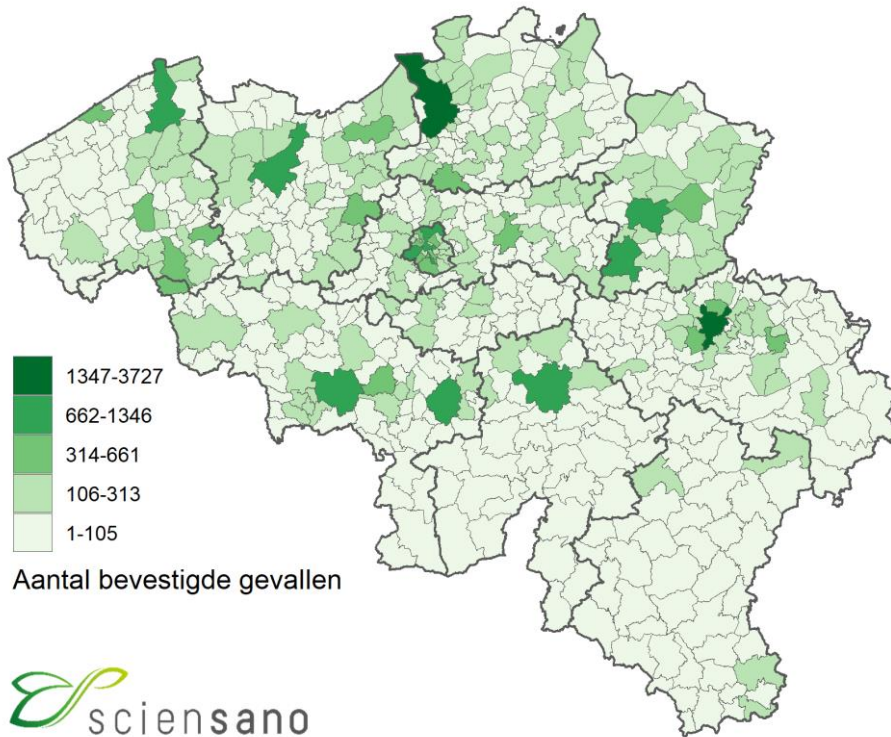 1347-3727
662-1346
314-661
106-313
1-105
Aantal bevestigde gevallen
sciensano